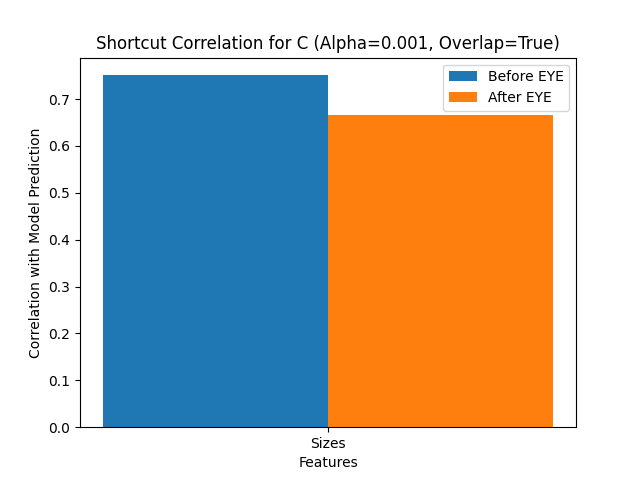 Shortcut Correlation for C (Alpha=0.001, Overlap=True)
Before EYE
After EYE
Correlation with Model Prediction
0.7
0.6
0.5
0.4
0.3
0.2
0.1
0.0
Sizes
Features